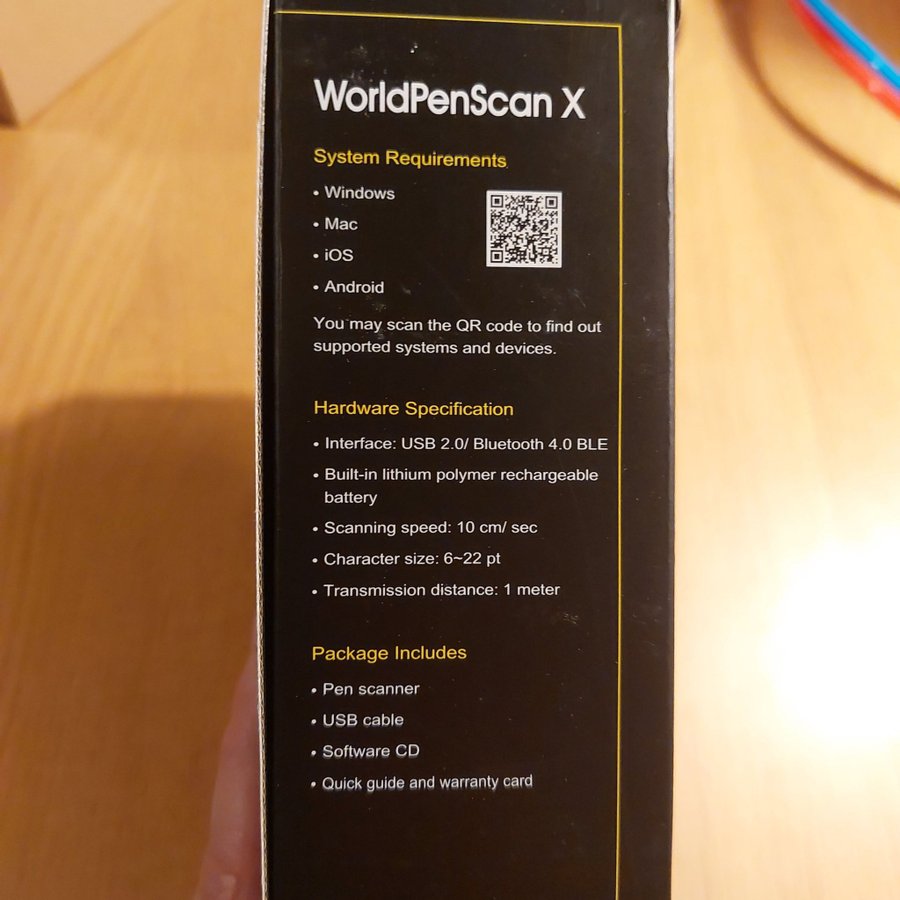 WorldPenScan X
System Requirements
• Windows
• Mac
• iOS
• Android
You may scan the QR code to find out
supported systems and devices.
Hardware Specification
• Interface: USB 2.0/ Bluetooth 4.0 BLE
• Built-in lithium polymer rechargeable
battery
• Scanning speed: 10 cm/ sec
• Character size: 6~22 pt
• Transmission distance: 1 meter
Package Includes
• Pen scanner
• USB cable
• Software CD
• Quick guide and warranty card